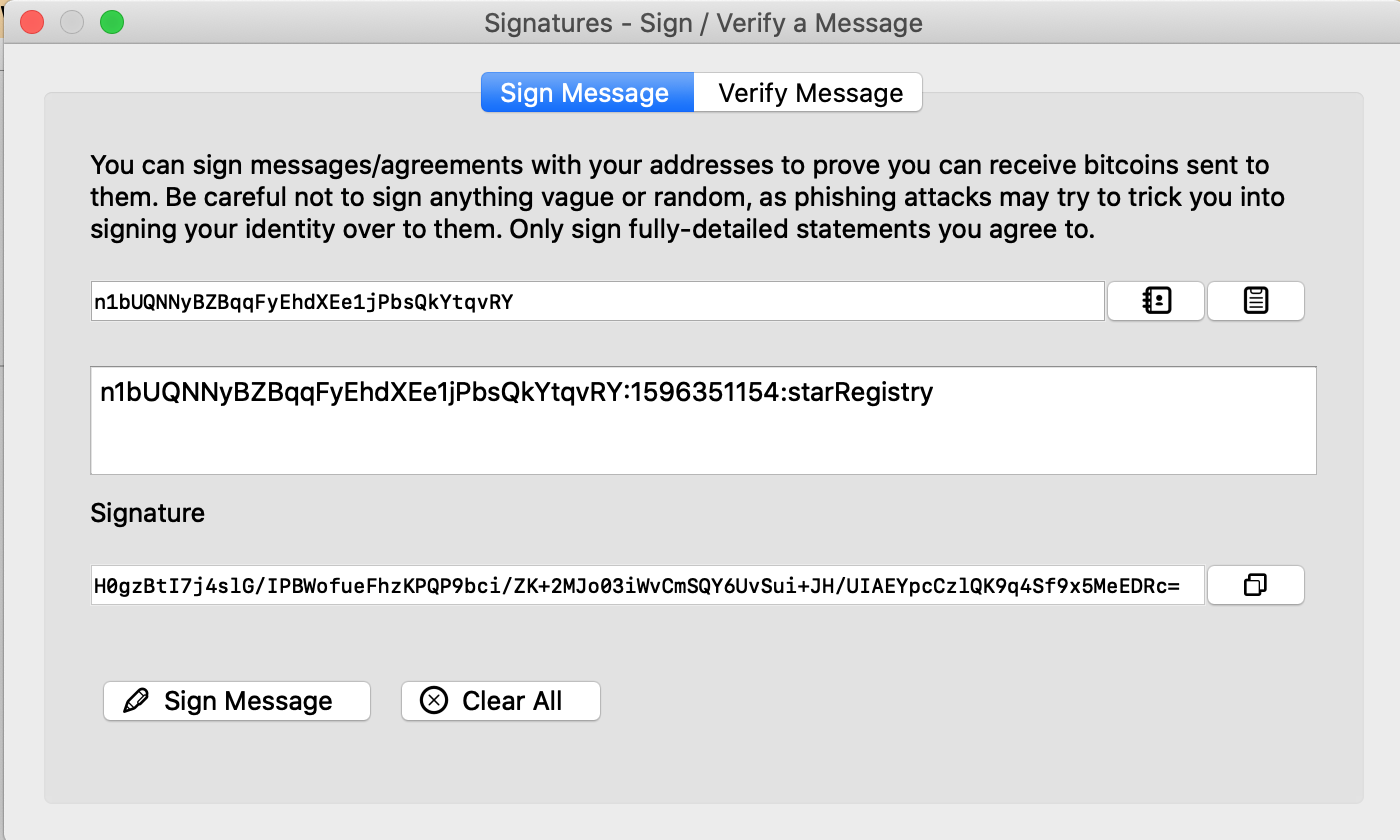 Signatures - Sign / Verify a Message
Sign Message
Verify Message
You can sign messages/agreements with your addresses to prove you can receive bitcoins sent to
them. Be careful not to sign anything vague or random, as phishing attacks may try to trick you into
signing your identity over to them. Only sign fully-detailed statements you agree to.
n1bUQNNyBZBqqFyEhdXEe1jPbsQkYtqvRY
n1bUQNNyBZBqqFyEhdXEe1jPbsQkYtqvRY:1596351154:starRegistry
Signature
H0gzBtI7j4slG/IPBWofueFhzKPQP9bci/ZK+2MJo03iWvCmSQY6UvSui+JH/UIAEYpcCzlQK9q4Sf9x5MeEDRc=
Sign Message
Clear All